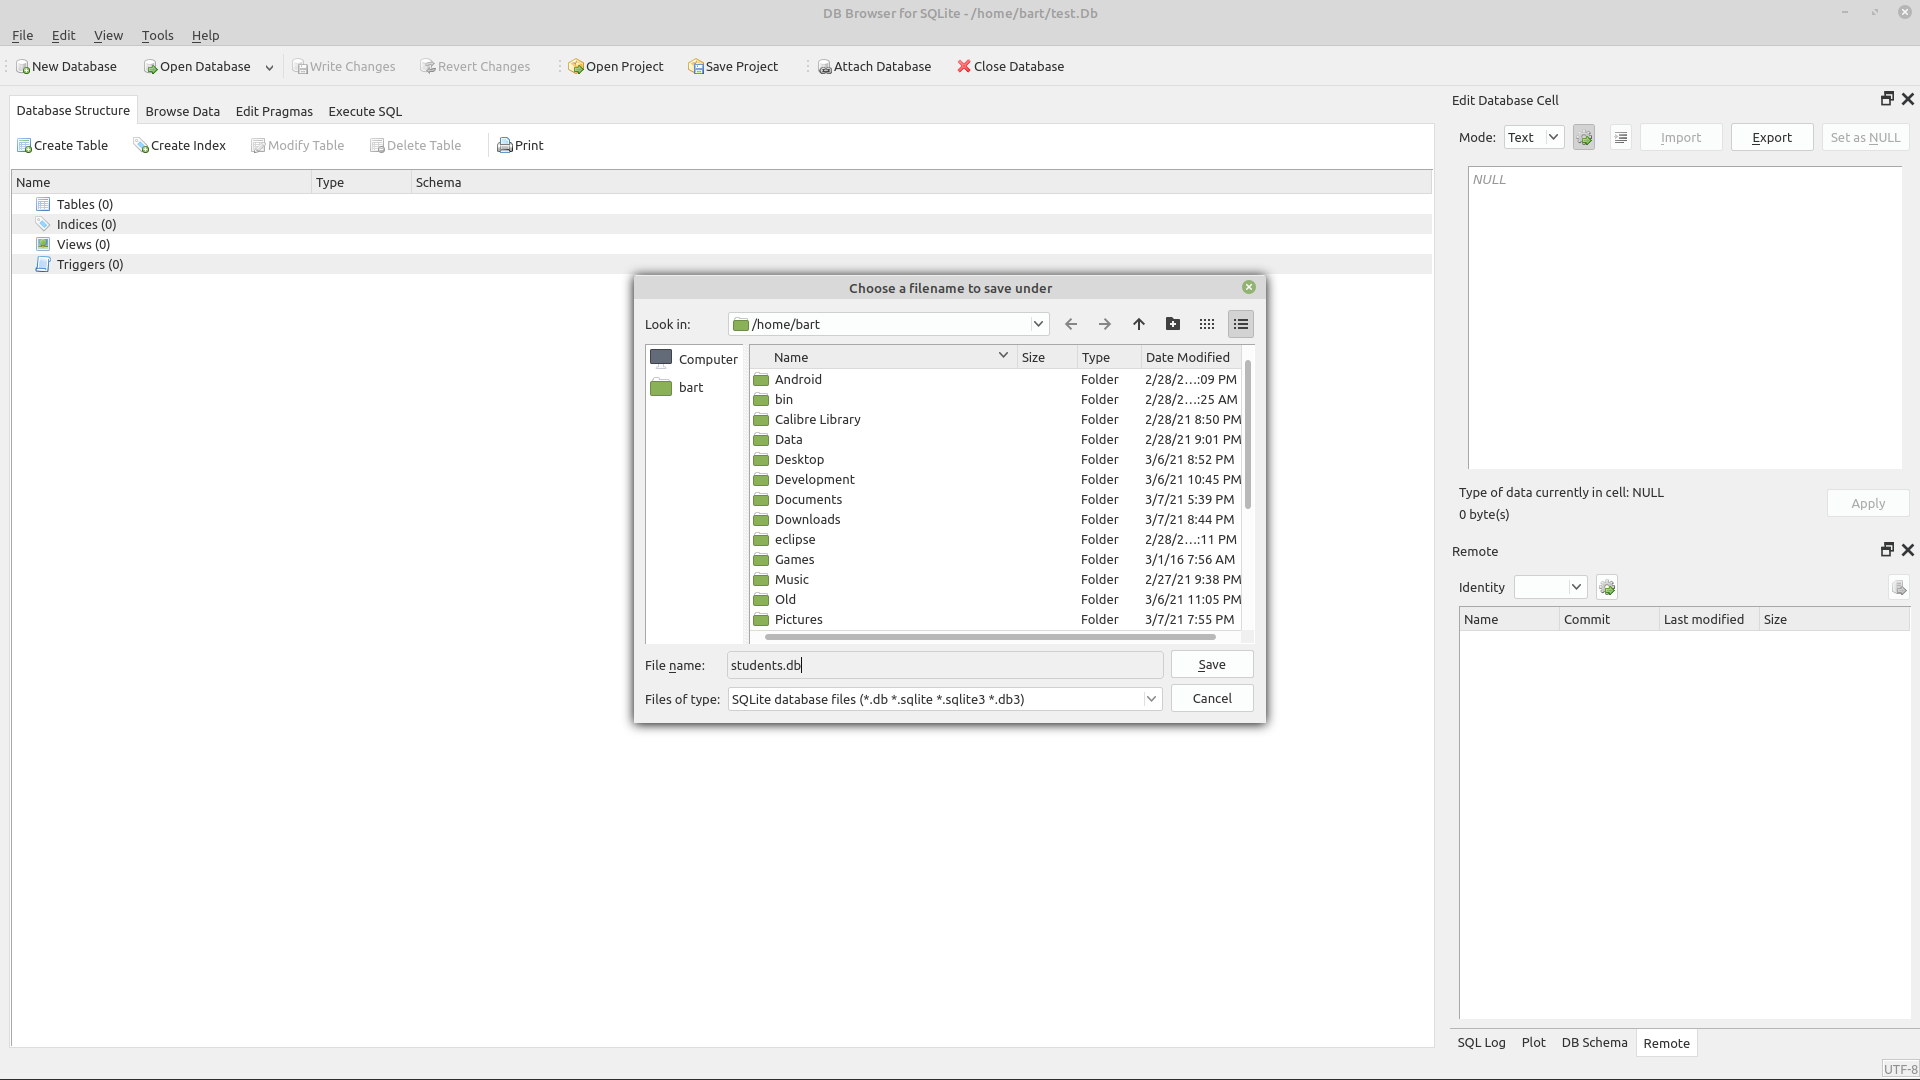 DB Browser for SQLite - /home/bart/test.Db
File Edit View Tools Help
New Database Open Database Write Changes Revert Changes Open Project Save Project Attach Database Close Database
Database Structure Browse Data Edit Pragmas Execute SQL
Create Table Create Index Modify Table Delete Table Print
Name Type Schema
Tables (0)
Indices (0)
Views (0)
Triggers (0)
Choose a filename to save under
Look in: /home/bart
Computer
bart
Name Size Type Date Modified
Android Folder 2/28/2...:09 PM
bin Folder 2/28/2...:25 AM
Calibre Library Folder 2/28/21 8:50 PM
Data Folder 2/28/21 9:01 PM
Desktop Folder 3/6/21 8:52 PM
Development Folder 3/6/21 10:45 PM
Documents Folder 3/7/21 5:39 PM
Downloads Folder 3/7/21 8:44 PM
eclipse Folder 2/28/2...:11 PM
Games Folder 3/1/16 7:56 AM
Music Folder 2/27/21 9:38 PM
Old Folder 3/6/21 11:05 PM
Pictures Folder 3/7/21 7:55 PM
File name: students.db Save
Files of type: SQLite database files (*.db *.sqlite *.sqlite3 *.db3) Cancel
Edit Database Cell
Mode: Text Import Export Set as NULL
NULL
Type of data currently in cell: NULL
0 byte(s)
Apply
Remote
Identity
Name Commit Last modified Size
SQL Log Plot DB Schema Remote
UTF-8